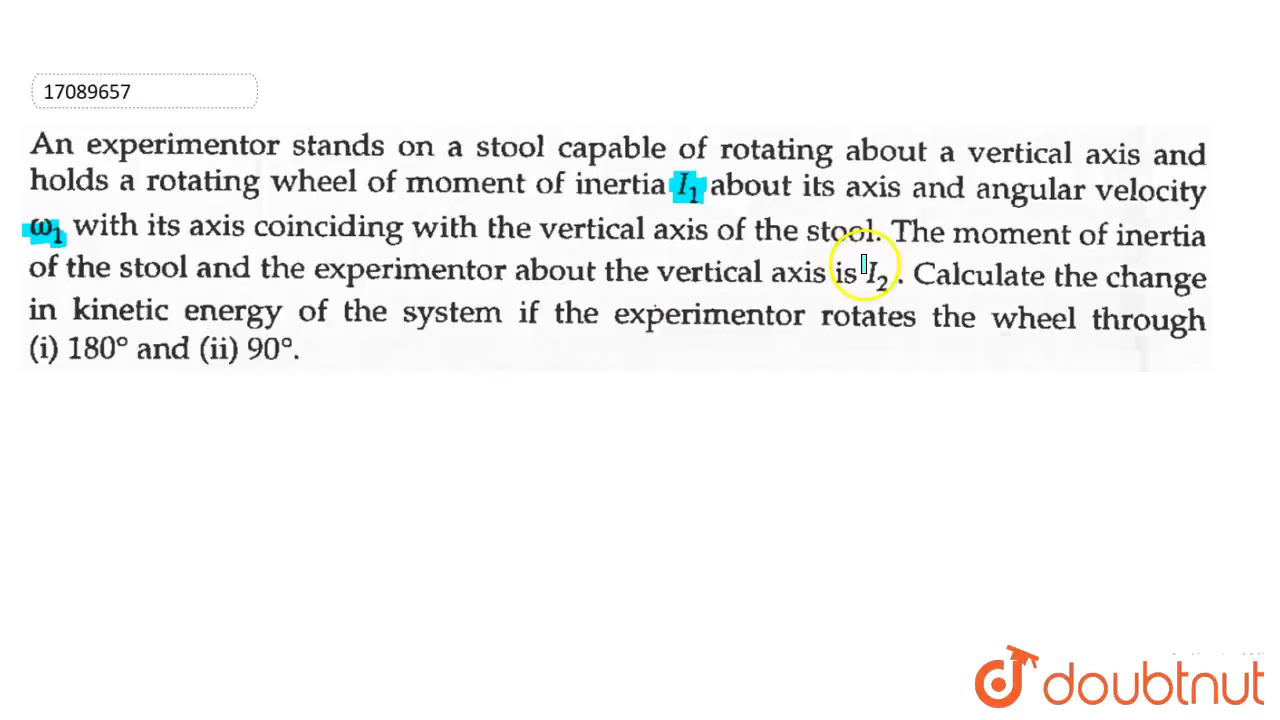 17089657
An experimentor stands on a stool capable of rotating about a vertical axis and
holds a rotating wheel of moment of inertia I₁ about its axis and angular velocity
ω₁ with its axis coinciding with the vertical axis of the stool. The moment of inertia
of the stool and the experimentor about the vertical axis is I₂. Calculate the change
in kinetic energy of the system if the experimentor rotates the wheel through
(i) 180° and (ii) 90°.
doubtnut